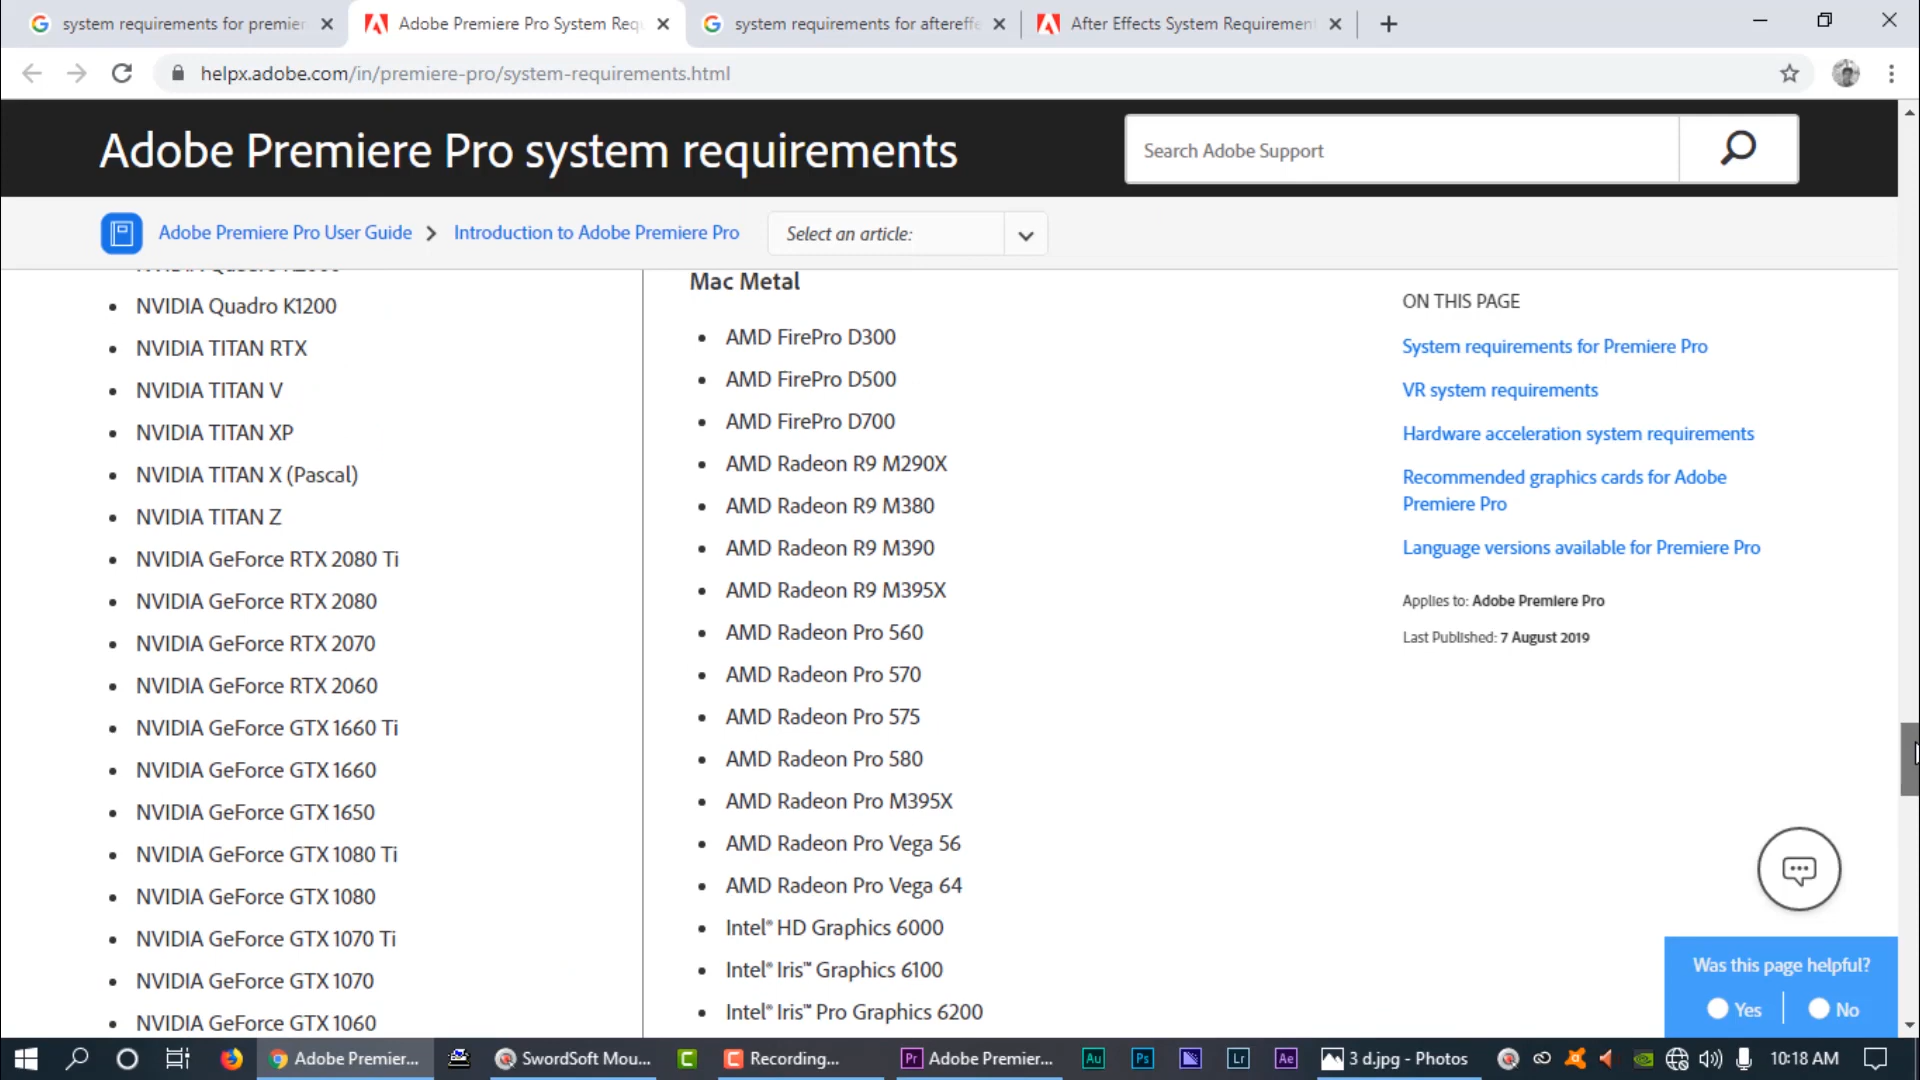 system requirements for premier
Adobe Premiere Pro System Req
system requirements for aftereffe
After Effects System Requirement
helpx.adobe.com/in/premiere-pro/system-requirements.html
Adobe Premiere Pro system requirements
Search Adobe Support
Adobe Premiere Pro User Guide
Introduction to Adobe Premiere Pro
Select an article:
NVIDIA Quadro K1200
NVIDIA TITAN RTX
NVIDIA TITAN V
NVIDIA TITAN XP
NVIDIA TITAN X (Pascal)
NVIDIA TITAN Z
NVIDIA GeForce RTX 2080 Ti
NVIDIA GeForce RTX 2080
NVIDIA GeForce RTX 2070
NVIDIA GeForce RTX 2060
NVIDIA GeForce GTX 1660 Ti
NVIDIA GeForce GTX 1660
NVIDIA GeForce GTX 1650
NVIDIA GeForce GTX 1080 Ti
NVIDIA GeForce GTX 1080
NVIDIA GeForce GTX 1070 Ti
NVIDIA GeForce GTX 1070
NVIDIA GeForce GTX 1060
Mac Metal
AMD FirePro D300
AMD FirePro D500
AMD FirePro D700
AMD Radeon R9 M290X
AMD Radeon R9 M380
AMD Radeon R9 M390
AMD Radeon R9 M395X
AMD Radeon Pro 560
AMD Radeon Pro 570
AMD Radeon Pro 575
AMD Radeon Pro 580
AMD Radeon Pro M395X
AMD Radeon Pro Vega 56
AMD Radeon Pro Vega 64
Intel® HD Graphics 6000
Intel® Iris™ Graphics 6100
Intel® Iris™ Pro Graphics 6200
ON THIS PAGE
System requirements for Premiere Pro
VR system requirements
Hardware acceleration system requirements
Recommended graphics cards for Adobe
Premiere Pro
Language versions available for Premiere Pro
Applies to: Adobe Premiere Pro
Last Published: 7 August 2019
Was this page helpful?
Yes
No
Adobe Premier...
SwordSoft Mou...
C
C
Recording...
Pr
Adobe Premier...
Au
Ps
Lr
Ae
3 d.jpg - Photos
10:18 AM